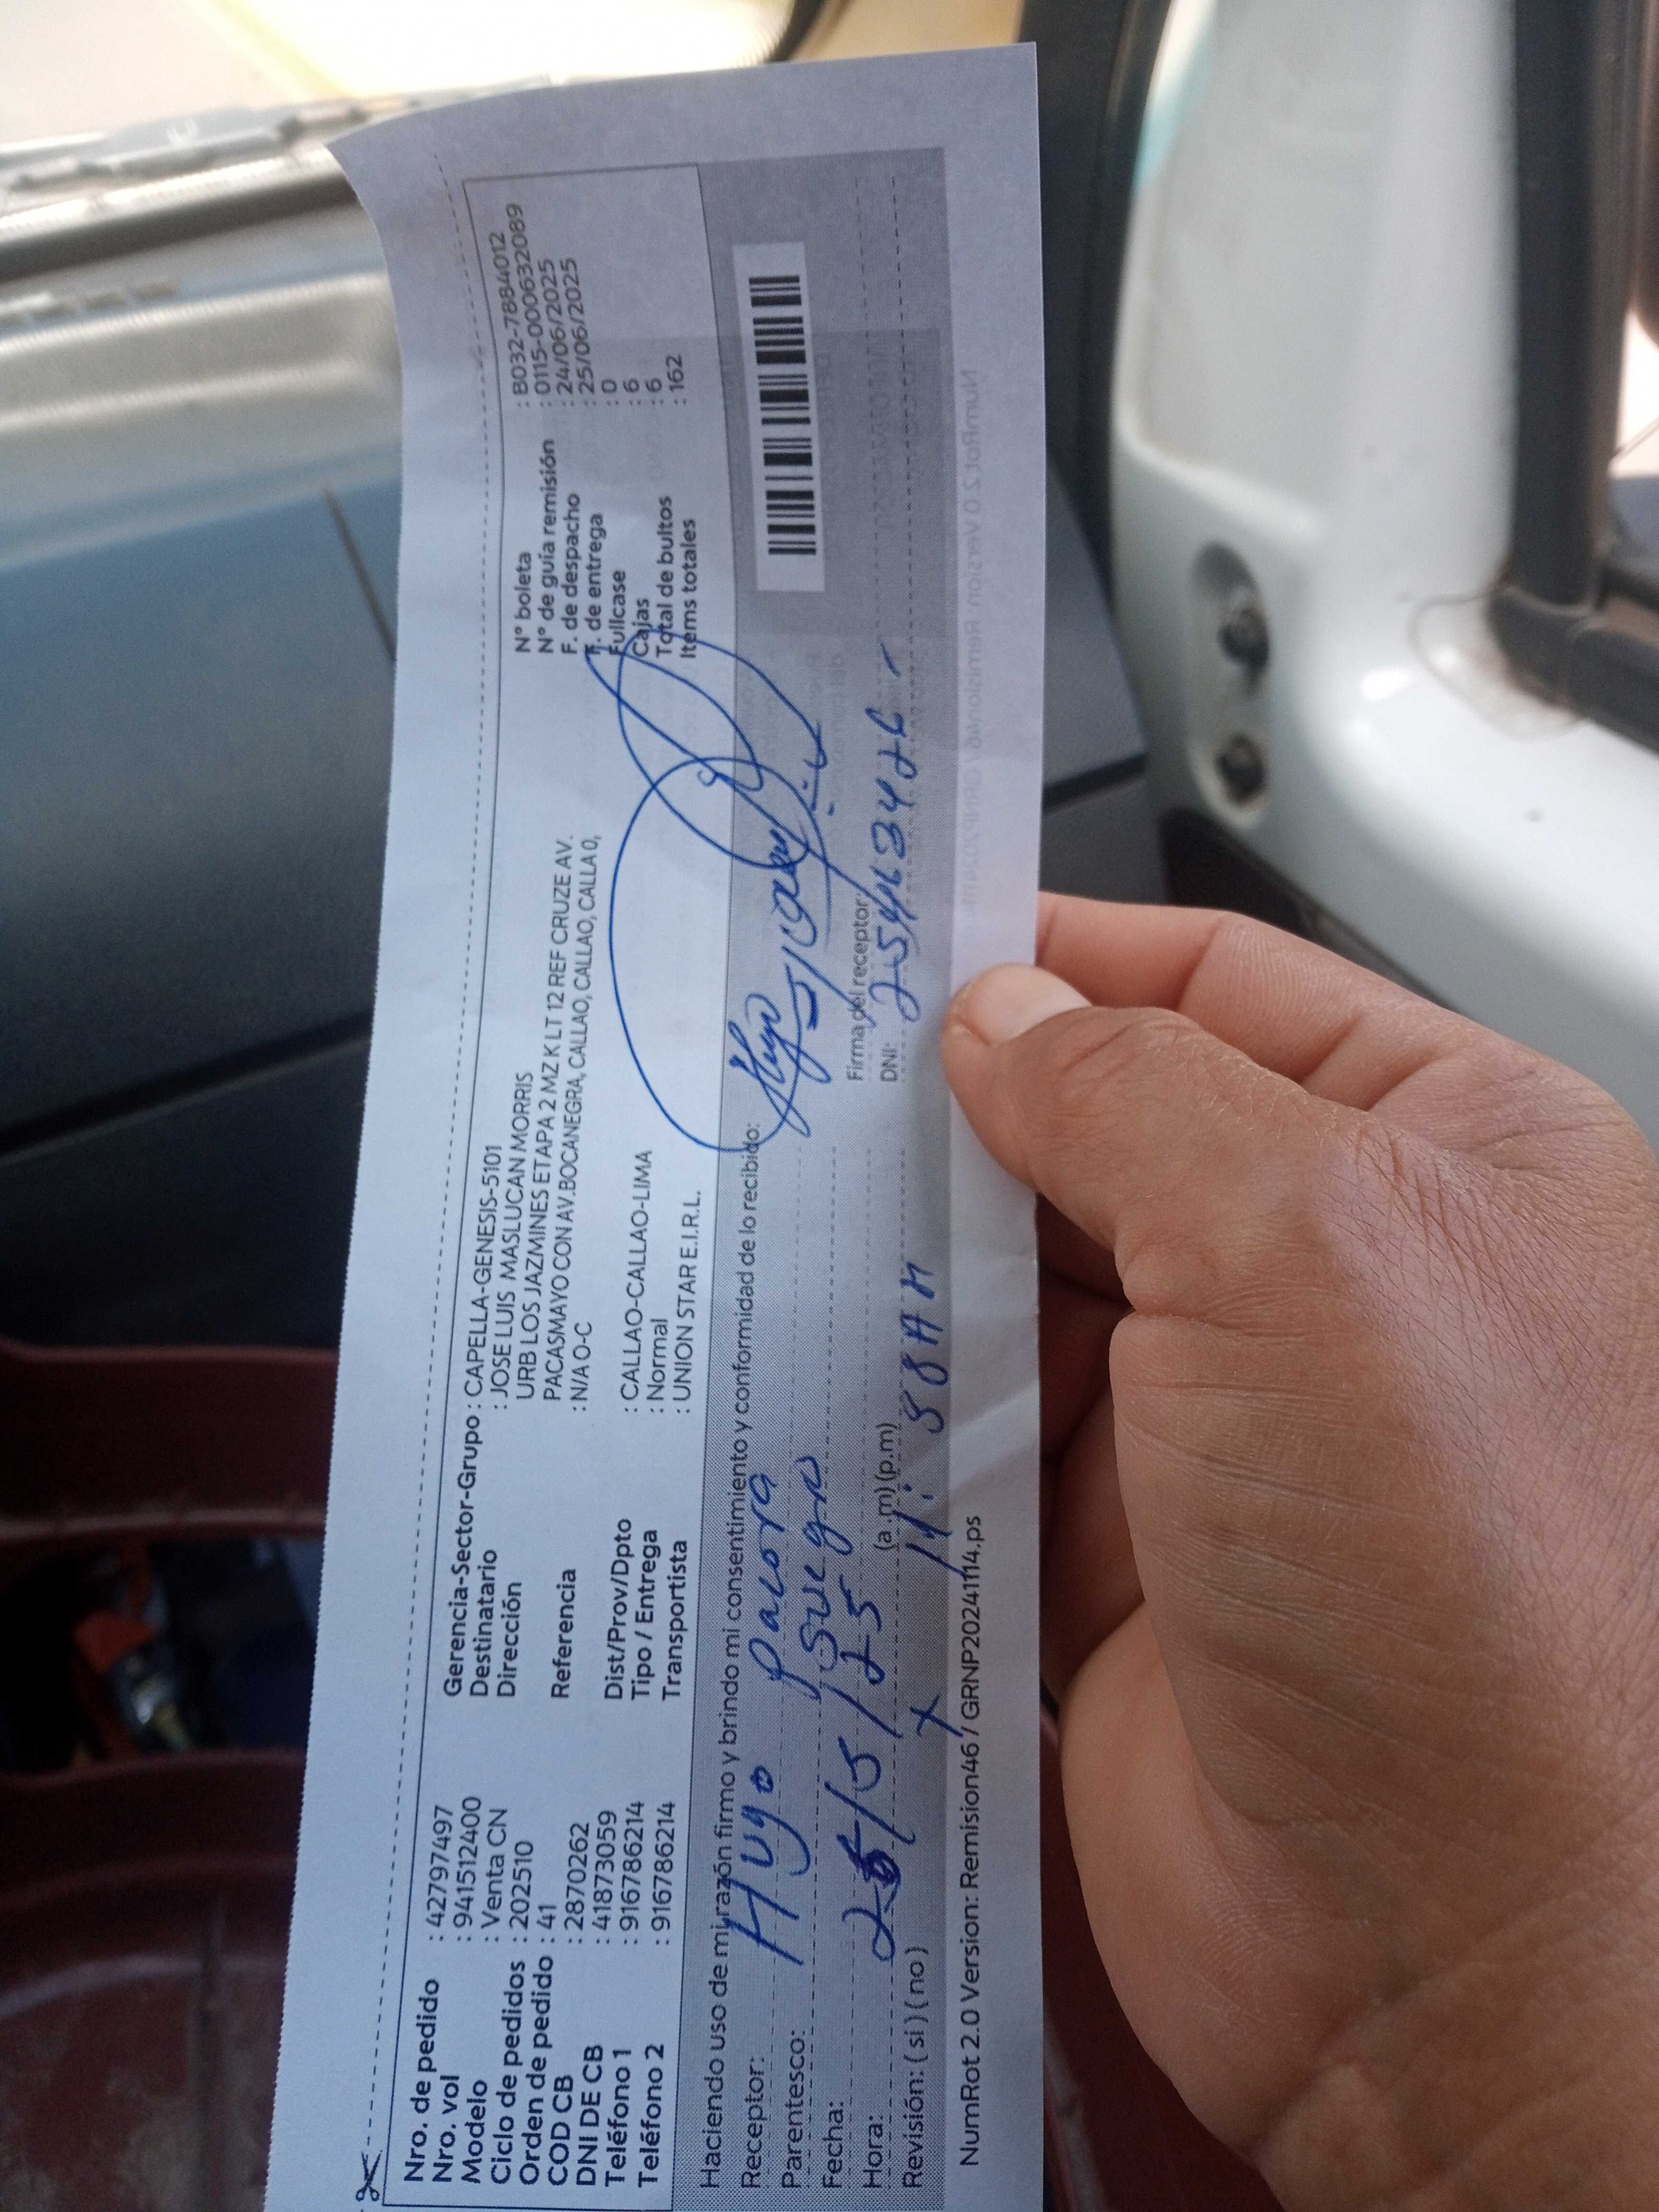 Nro. de pedido : 42797497
Nro. vol : 941512400
Modelo : Venta CN
Ciclo de pedidos : 202510
Orden de pedido : 41
COD CB : 2870262
DNI DE CB : 41873059
Teléfono 1 : 916786214
Teléfono 2 : 916786214
Gerencia-Sector-Grupo : CAPELLA-GENESIS-5101
Destinatario : JOSE LUIS MASLUCAN MORRIS
Dirección URB LOS JAZMINES ETAPA 2 MZ K LT 12 REF CRUZE AV.
PACASMAYO CON AV.BOCANEGRA, CALLAO, CALLAO, CALLA0,
Referencia : N/A O-C
Dist/Prov/Dpto : CALLAO-CALLAO-LIMA
Tipo / Entrega : Normal
Transportista : UNION STAR E.I.R.L.
N° boleta : B032-7884012
N° de guía remisión : 0115-0000632089
F. de despacho : 24/06/2025
F. de entrega : 25/06/2025
Fullcase : 0
Cajas : 6
Total de bultos : 6
Items totales : 162
Haciendo uso de mi razón firmo y brindo mi consentimiento y conformidad de lo recibido:
Receptor: Hugo Pacora
Parentesco: Suegro
Fecha: 25/6/25
Hora: (a.m) (p.m)
Revisión: ( si ) ( no ) X 11: 88AM
Firma del receptor:
DNI:
NumRot 2.0 Version: Remision46 / GRNP20241114.ps